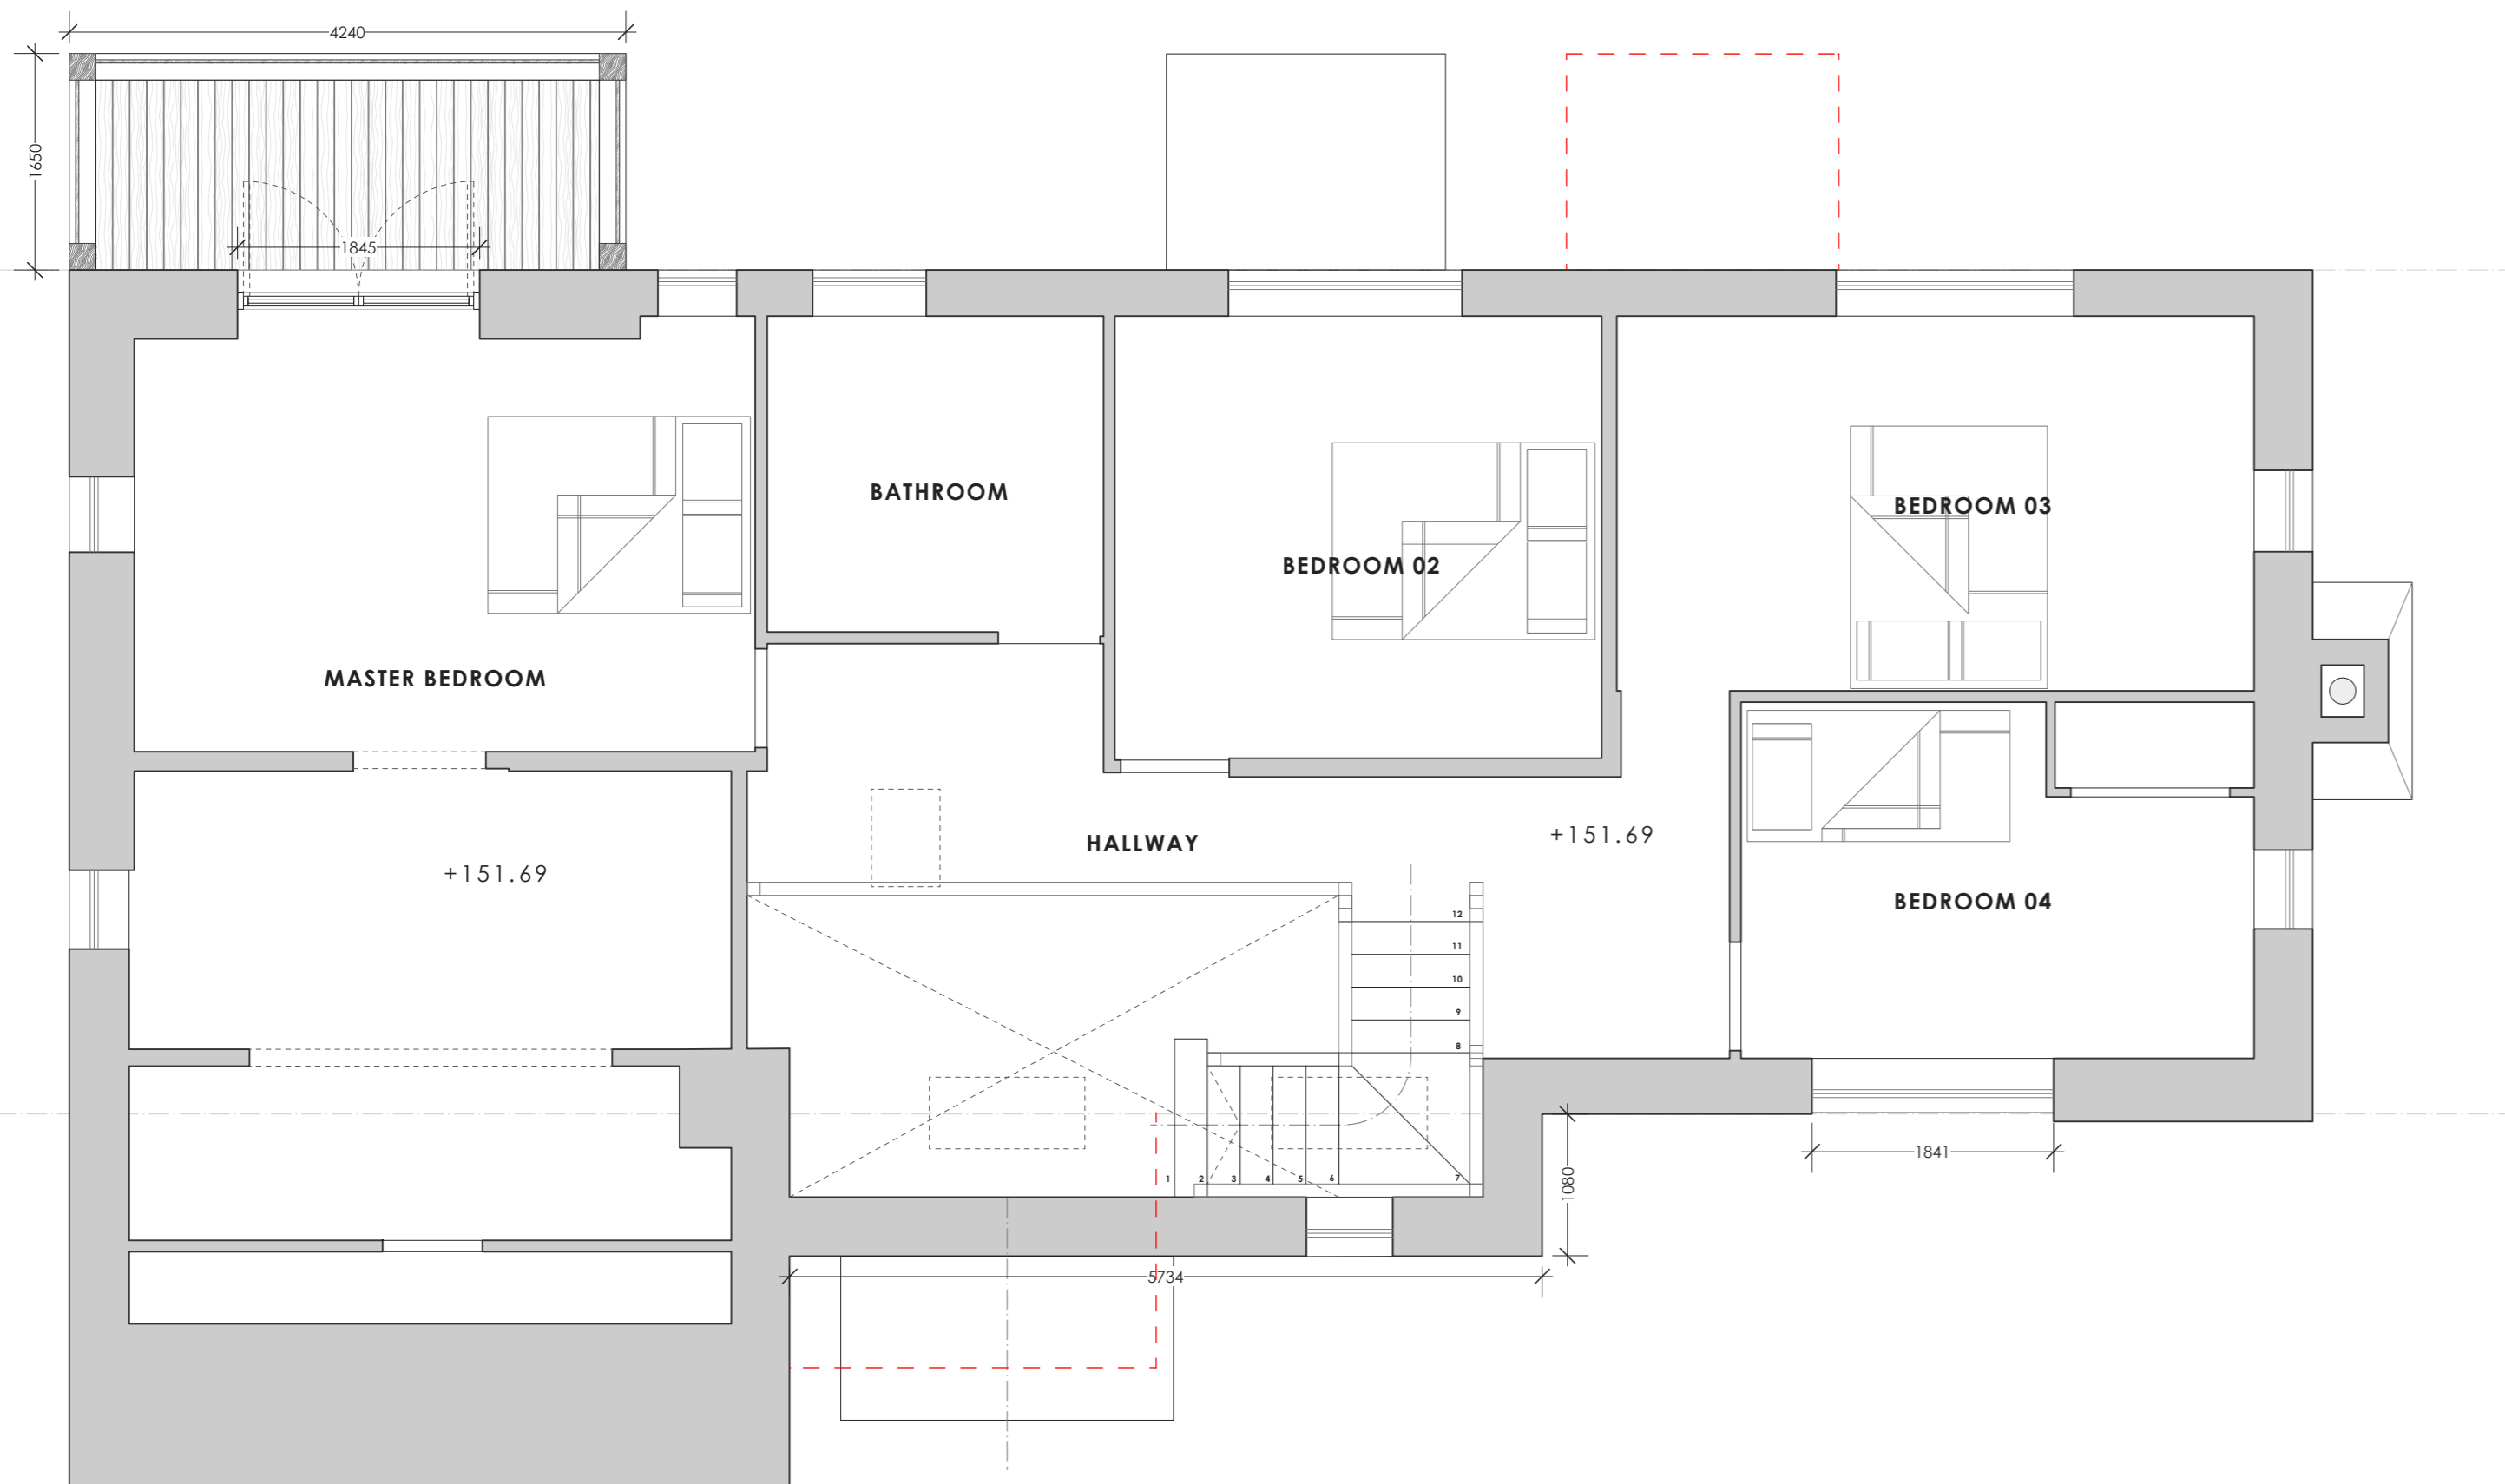 4240
1650
1845
BATHROOM
BEDROOM 03
BEDROOM 02
MASTER BEDROOM
HALLWAY
+151.69
+151.69
BEDROOM 04
12
11
10
9
8
1 2 3 4 5 6 7
1841
1080
5734